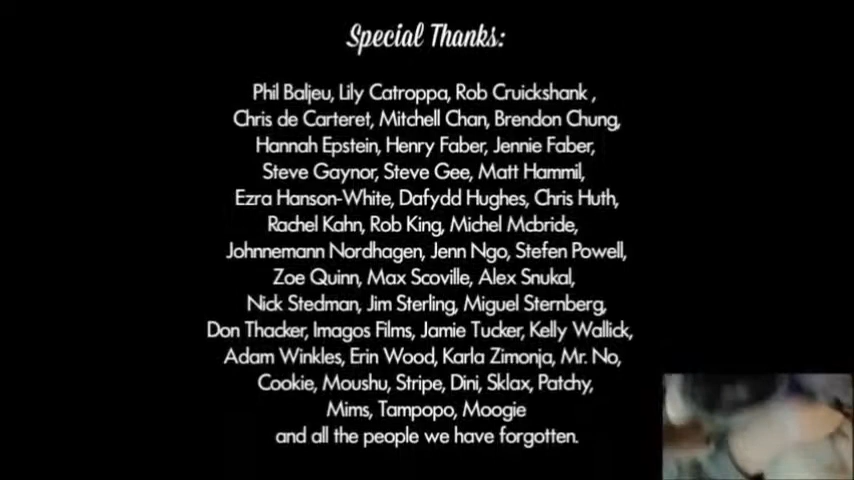 Special Thanks:
Phil Baljeu, Lily Catroppa, Rob Cruickshank ,
Chris de Carteret, Mitchell Chan, Brendon Chung,
Hannah Epstein, Henry Faber, Jennie Faber,
Steve Gaynor, Steve Gee, Matt Hammil,
Ezra Hanson-White, Dafydd Hughes, Chris Huth,
Rachel Kahn, Rob King, Michel Mcbride,
Johnnemann Nordhagen, Jenn Ngo, Stefen Powell,
Zoe Quinn, Max Scoville, Alex Snukal,
Nick Stedman, Jim Sterling, Miguel Sternberg,
Don Thacker, Imagos Films, Jamie Tucker, Kelly Wallick,
Adam Winkles, Erin Wood, Karla Zimonja, Mr. No,
Cookie, Moushu, Stripe, Dini, Sklax, Patchy,
Mims, Tampopo, Moogie
and all the people we have forgotten.